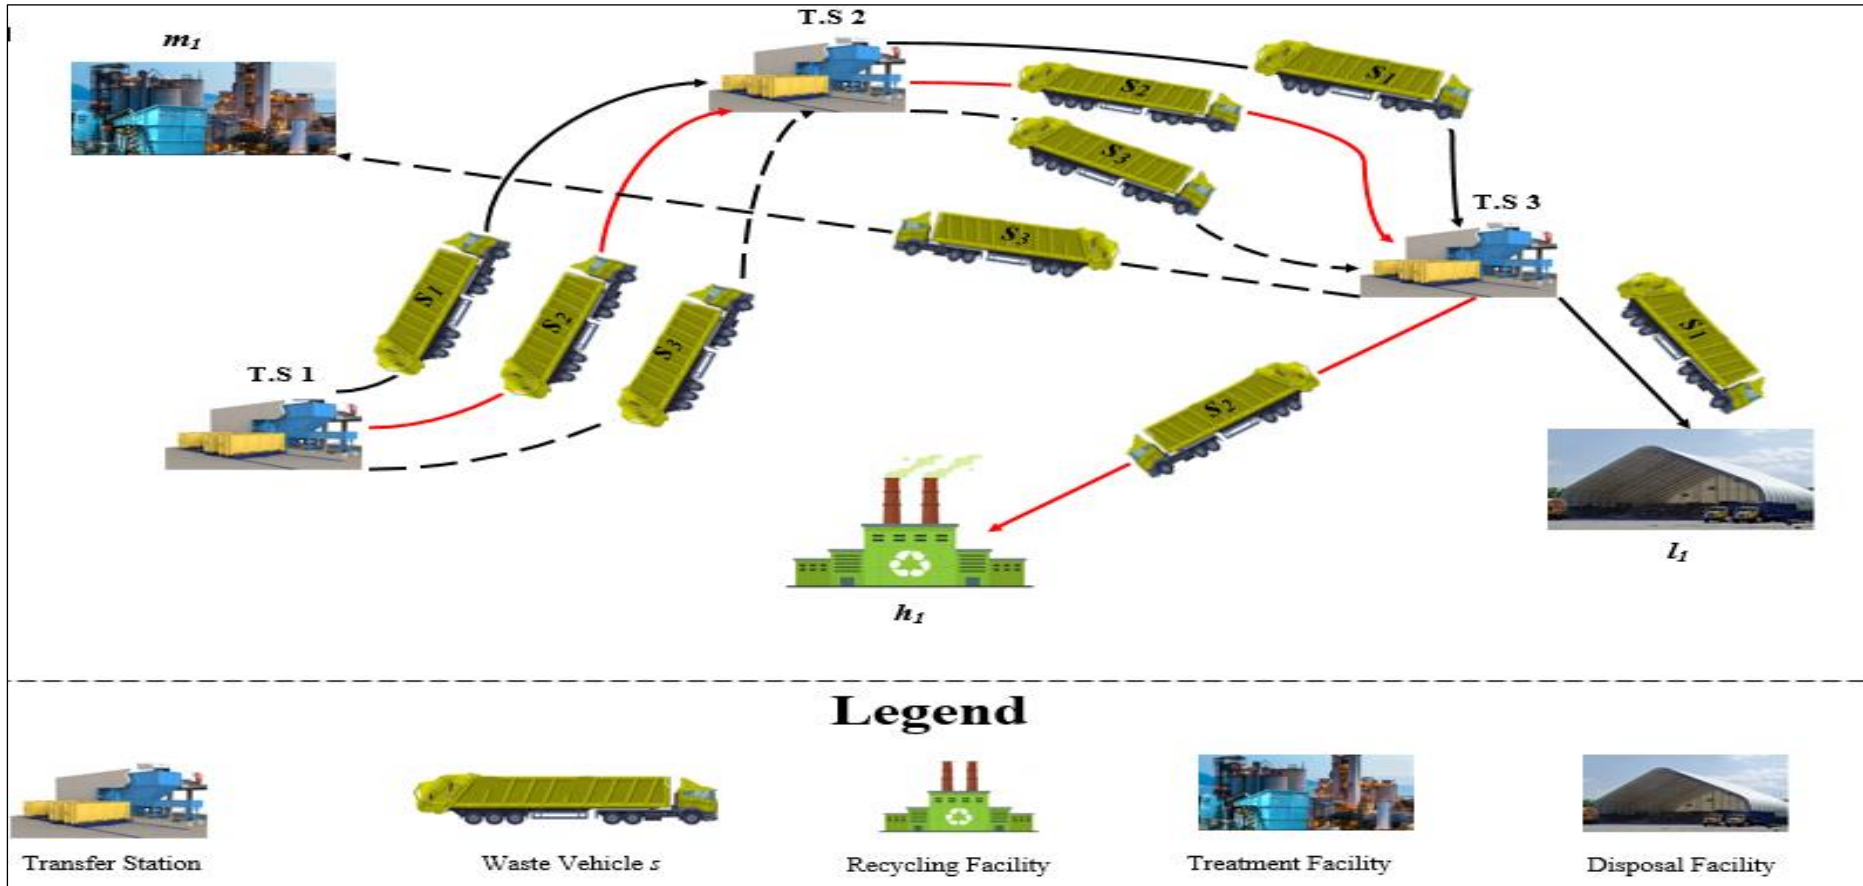 T.S 2
m1
S1
S2
S3
T.S 3
S3
S1
S2
S3
S1
T.S 1
S2
l1
h1
Legend
Transfer Station
Waste Vehicle s
Recycling Facility
Treatment Facility
Disposal Facility